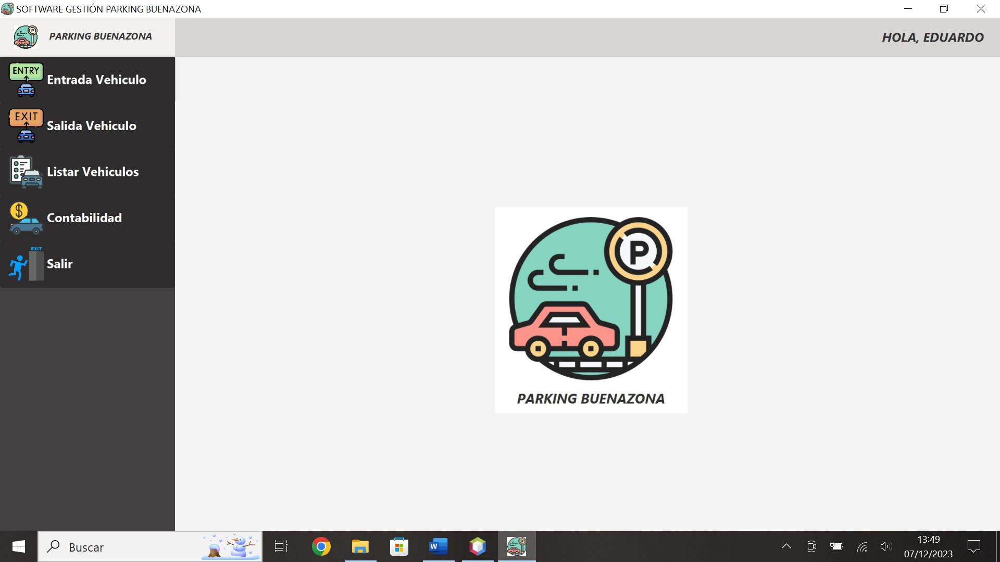 SOFTWARE GESTIÓN PARKING BUENAZONA
PARKING BUENAZONA
HOLA, EDUARDO
ENTRY
Entrada Vehiculo
EXIT
Salida Vehiculo
Listar Vehiculos
$
Contabilidad
EXIT
Salir
P
PARKING BUENAZONA
Buscar
W
13:49
07/12/2023